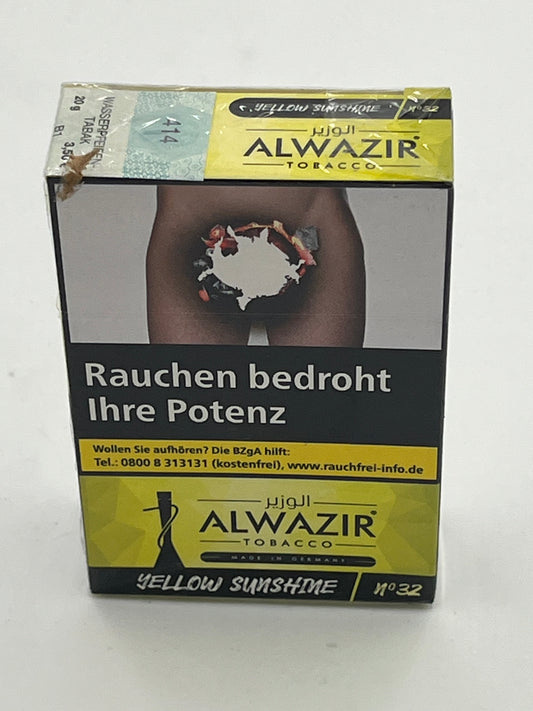 WASSERPFEIFEN-
TABAK
20 g
3,50 €
B1
414
YELLOW SUNSHINE
nº32
الوزير
ALWAZIR
TOBACCO
Rauchen bedroht
Ihre Potenz
Wollen Sie aufhören? Die BZgA hilft:
Tel.: 0800 8 313131 (kostenfrei), www.rauchfrei-info.de
الوزير
ALWAZIR
TOBACCO
MADE IN GERMANY
YELLOW SUNSHINE
nº32